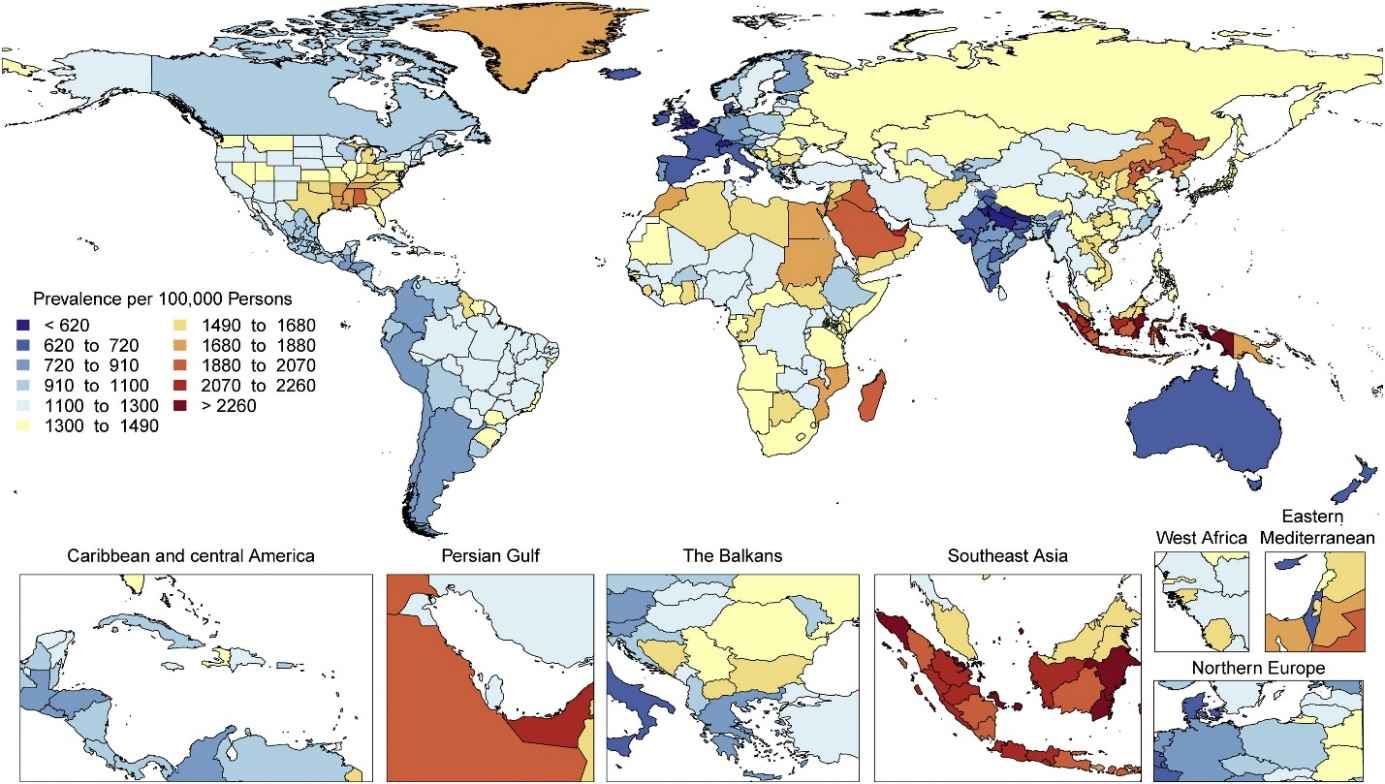 Prevalence per 100,000 Persons
< 620
620 to 720
720 to 910
910 to 1100
1100 to 1300
1300 to 1490
1490 to 1680
1680 to 1880
1880 to 2070
2070 to 2260
> 2260
Caribbean and central America
Persian Gulf
The Balkans
Southeast Asia
West Africa
Eastern
Mediterranean
Northern Europe